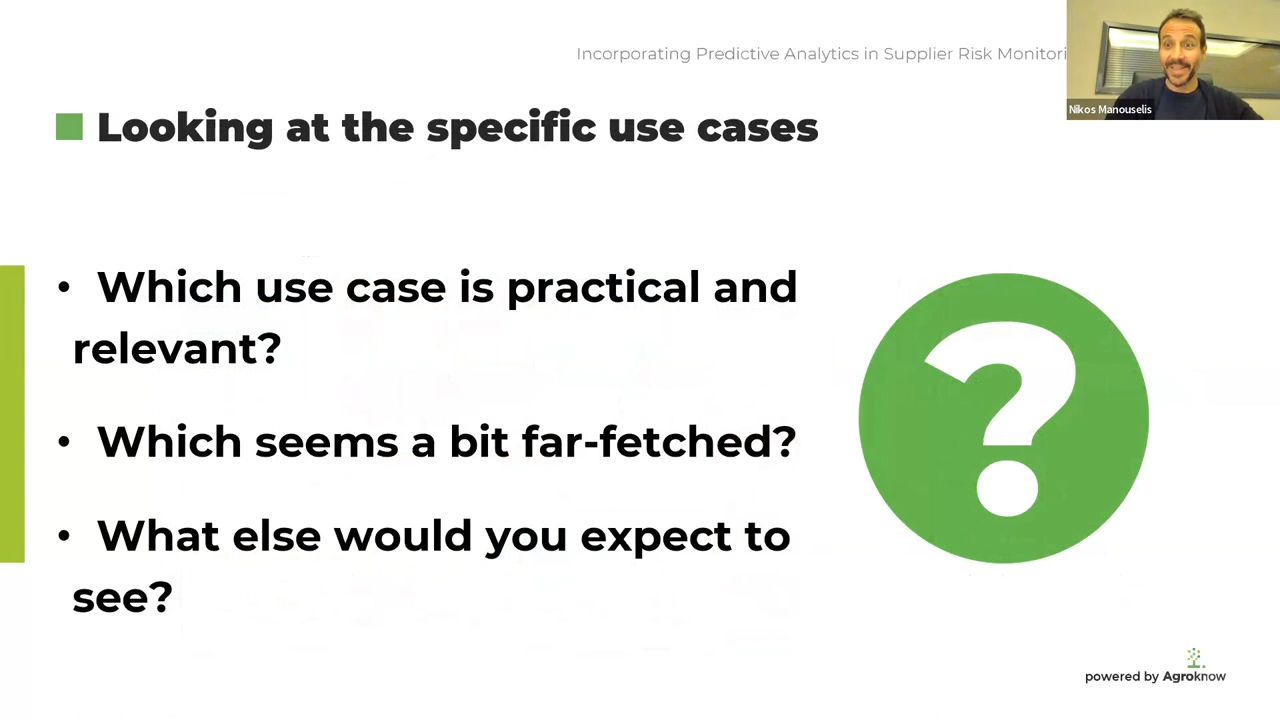 Incorporating Predictive Analytics in Supplier Risk Monitori
Nikos Manouselis
Looking at the specific use cases
• Which use case is practical and
relevant?
• Which seems a bit far-fetched?
• What else would you expect to
see?
?
powered by Agroknow